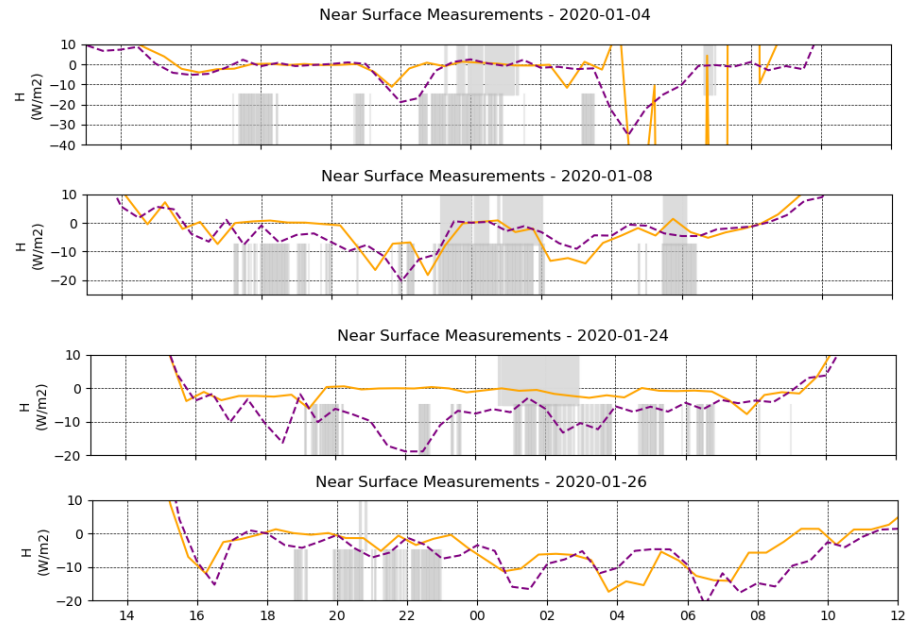 Near Surface Measurements - 2020-01-04
10
0
−10
−20
−30
−40
H
(W/m2)
Near Surface Measurements - 2020-01-08
10
0
−10
−20
H
(W/m2)
Near Surface Measurements - 2020-01-24
10
0
−10
−20
H
(W/m2)
Near Surface Measurements - 2020-01-26
10
0
−10
−20
H
(W/m2)
14 16 18 20 22 00 02 04 06 08 10 12